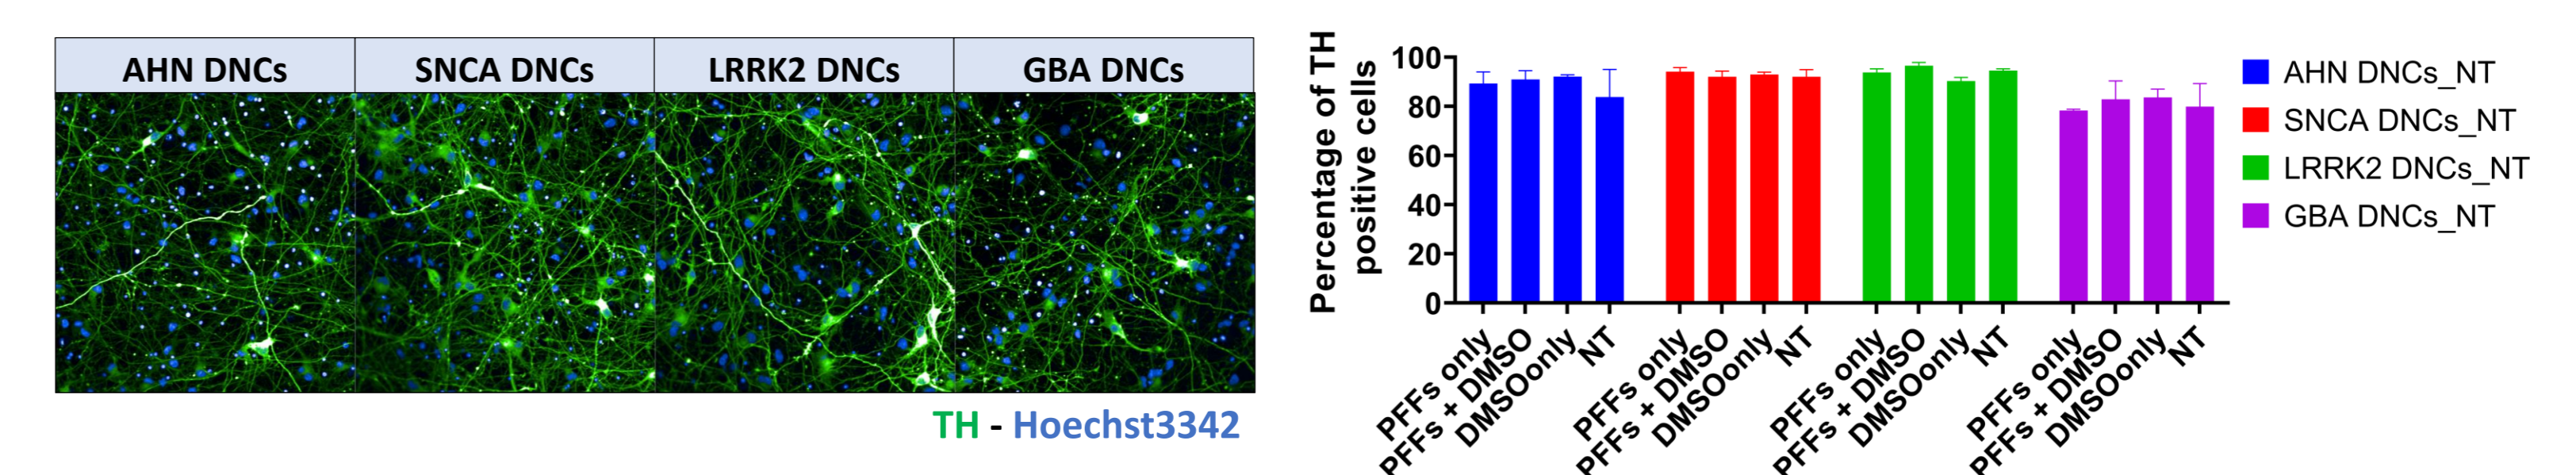 AHN DNCs SNCA DNCs LRRK2 DNCs GBA DNCs
TH - Hoechst3342
Percentage of TH
positive cells
100
80
60
40
20
0
PFFs only
PFFs + DMSO
DMSOonly
NT
PFFs only
PFFs + DMSO
DMSOonly
NT
PFFs only
PFFs + DMSO
DMSOonly
NT
PFFs only
PFFs + DMSO
DMSOonly
NT
AHN DNCs_NT
SNCA DNCs_NT
LRRK2 DNCs_NT
GBA DNCs_NT